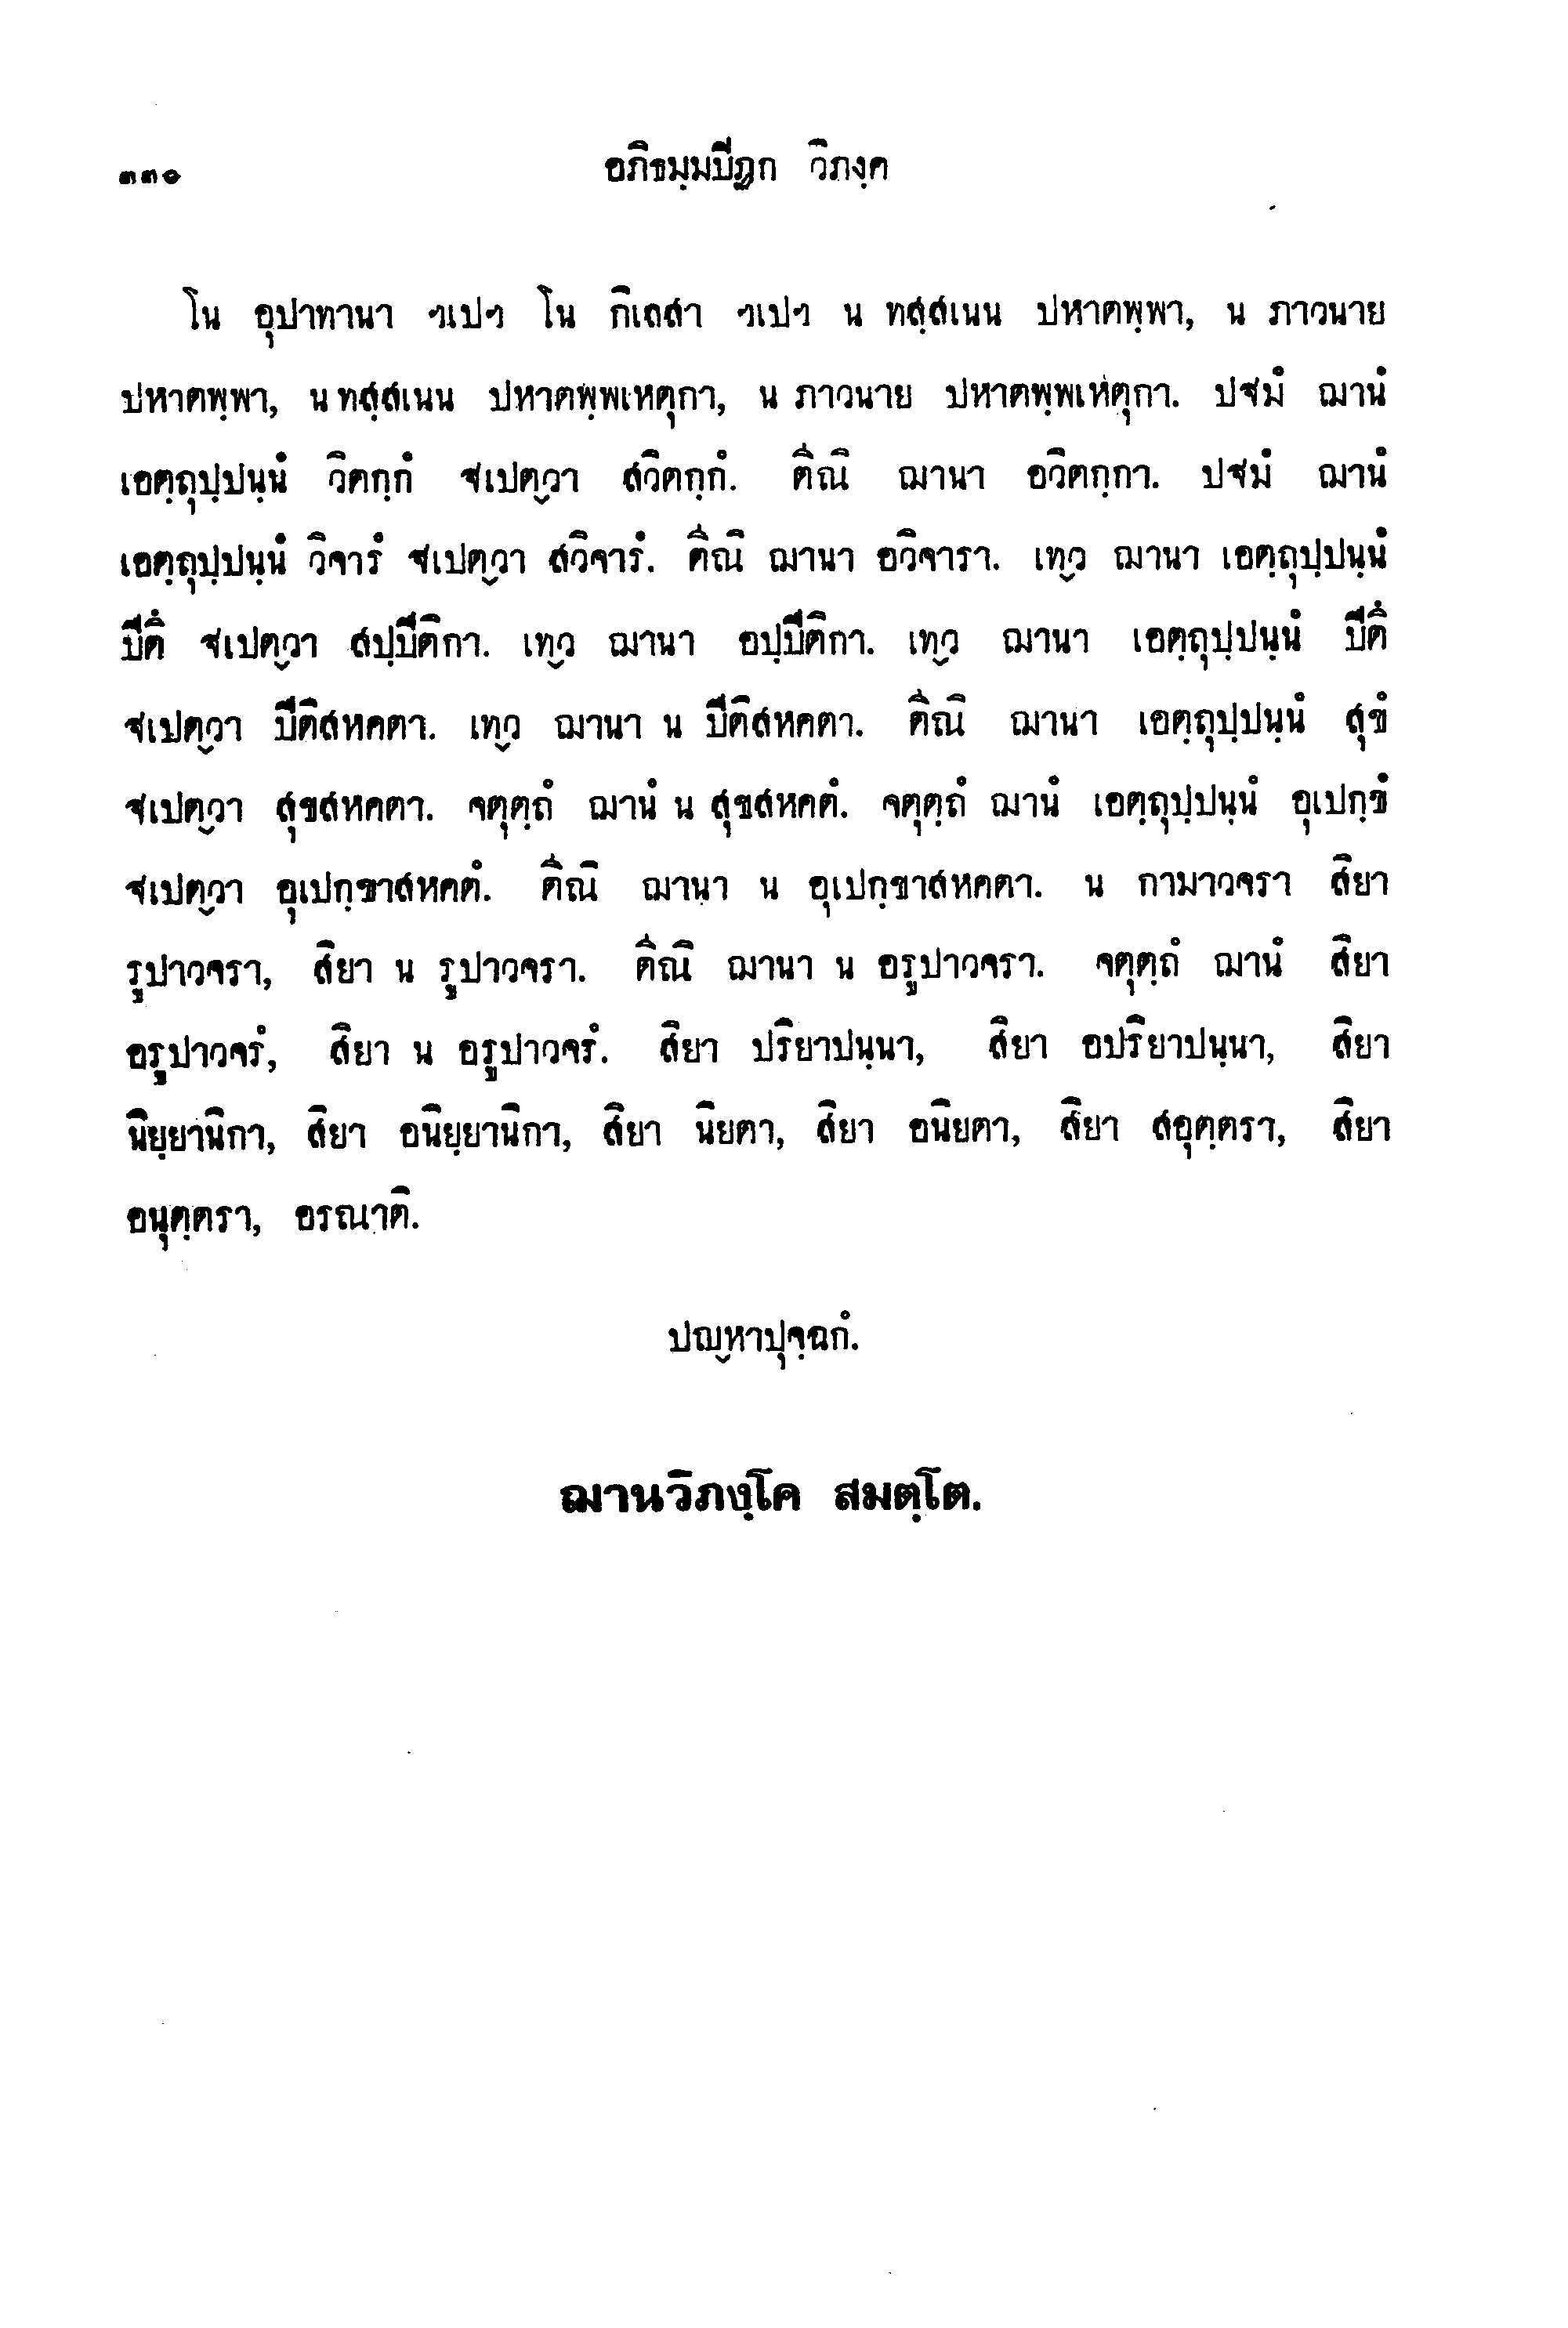 ๓๓๐ อภิธมฺมปีฏก วิภงฺค
โน อุปาทานา ฯเปฯ โน กิเลสา ฯเปฯ น ทสฺสเนน ปหาตพฺพา, น ภาวนาย
ปหาตพฺพา, น ทสฺสเนน ปหาตพฺพเหตุกา, น ภาวนาย ปหาตพฺพเหตุกา. ปฐมํ ฌานํ
เอตฺถุปฺปนฺนํ วิตกฺกํ ฐเปตฺวา สวิตกฺกํ. ตีณิ ฌานา อวิตกฺกา. ปฐมํ ฌานํ
เอตฺถุปฺปนฺนํ วิจารํ ฐเปตฺวา สวิจารํ. ตีณิ ฌานา อวิจารา. เทฺว ฌานา เอตฺถุปฺปนฺนํ
ปีตึ ฐเปตฺวา สปฺปีติกา. เทฺว ฌานา อปฺปีติกา. เทฺว ฌานา เอตฺถุปฺปนฺนํ ปีตึ
ฐเปตฺวา ปีติสหคตา. เทฺว ฌานา น ปีติสหคตา. ตีณิ ฌานา เอตฺถุปฺปนฺนํ สุขํ
ฐเปตฺวา สุขสหคตา. จตุตฺถํ ฌานํ น สุขสหคตํ. จตุตฺถํ ฌานํ เอตฺถุปฺปนฺนํ อุเปกฺขํ
ฐเปตฺวา อุเปกฺขาสหคตํ. ตีณิ ฌานา น อุเปกฺขาสหคตา. น กามาวจรา สิยา
รูปาวจรา, สิยา น รูปาวจรา. ตีณิ ฌานา น อรูปาวจรา. จตุตฺถํ ฌานํ สิยา
อรูปาวจรํ, สิยา น อรูปาวจรํ. สิยา ปริยาปนฺนา, สิยา อปริยาปนฺนา, สิยา
นิยฺยานิกา, สิยา อนิยฺยานิกา, สิยา นิยตา, สิยา อนิยตา, สิยา สอุตฺตรา, สิยา
อนุตฺตรา, อรณาติ.
ปญฺหาปุจฺฉกํ.
ฌานวิภงฺโค สมตฺโต.